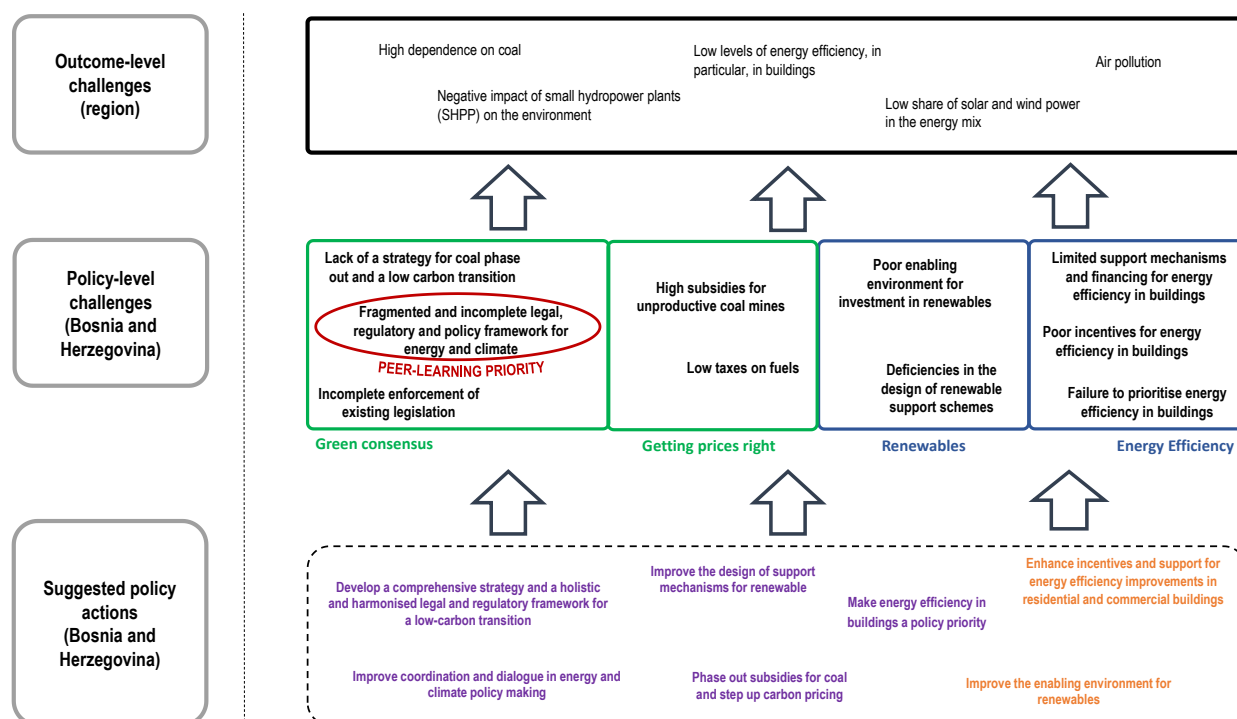 Outcome-level
challenges
(region)
High dependence on coal
Low levels of energy efficiency, in
particular, in buildings
Air pollution
Negative impact of small hydropower plants
(SHPP) on the environment
Low share of solar and wind power
in the energy mix
Policy-level
challenges
(Bosnia and
Herzegovina)
Lack of a strategy for coal phase
out and a low carbon transition
Fragmented and incomplete legal,
regulatory and policy framework for
energy and climate
PEER-LEARNING PRIORITY
Incomplete enforcement of
existing legislation
Green consensus
High subsidies for
unproductive coal mines
Low taxes on fuels
Getting prices right
Poor enabling
environment for
investment in renewables
Deficiencies in the
design of renewable
support schemes
Renewables
Limited support mechanisms
and financing for energy
efficiency in buildings
Poor incentives for energy
efficiency in buildings
Failure to prioritise energy
efficiency in buildings
Energy Efficiency
Suggested policy
actions
(Bosnia and
Herzegovina)
Develop a comprehensive strategy and a holistic
and harmonised legal and regulatory framework for
a low-carbon transition
Improve the design of support
mechanisms for renewable
Make energy efficiency in
buildings a policy priority
Enhance incentives and support for
energy efficiency improvements in
residential and commercial buildings
Improve coordination and dialogue in energy and
climate policy making
Phase out subsidies for coal
and step up carbon pricing
Improve the enabling environment for
renewables